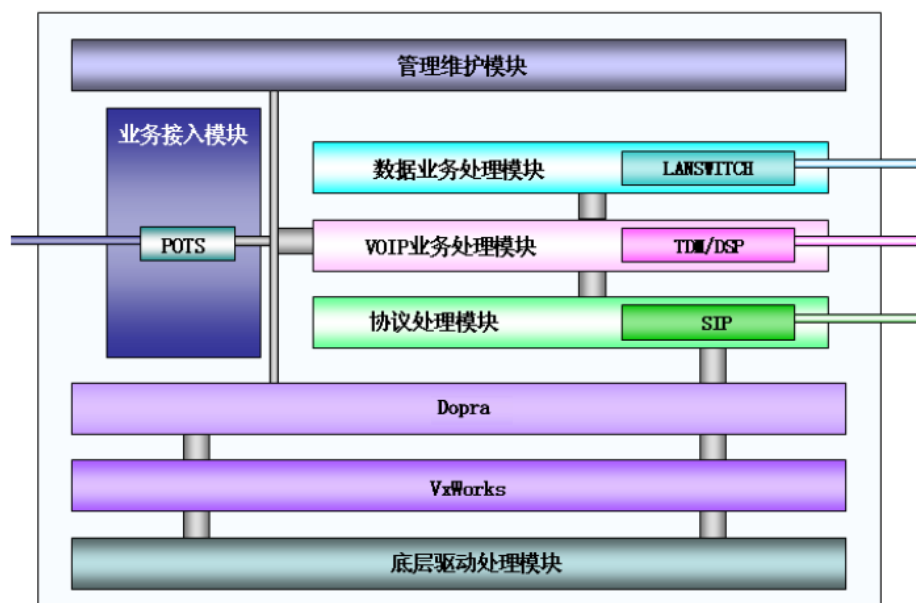 管理维护模块
业务接入模块
数据业务处理模块
LANSWITCH
POTS
VOIP业务处理模块
TDM/DSP
协议处理模块
SIP
Dopra
VxWorks
底层驱动处理模块